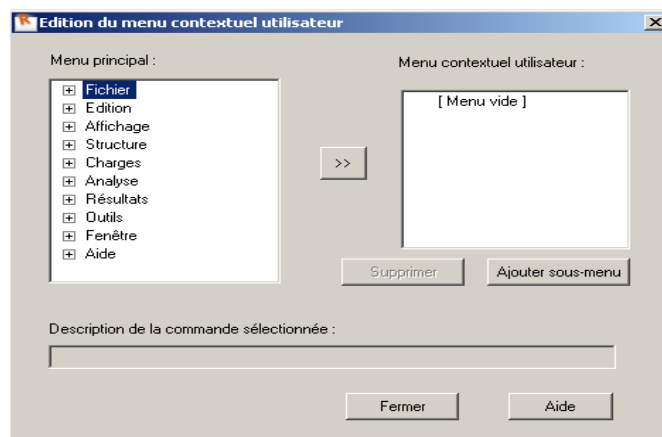 Edition du menu contextuel utilisateur
Menu principal :
Menu contextuel utilisateur :
Fichier
Edition
Affichage
Structure
Charges
Analyse
Résultats
Outils
Fenêtre
Aide
>>
[ Menu vide ]
Supprimer
Ajouter sous-menu
Description de la commande sélectionnée :
Fermer
Aide